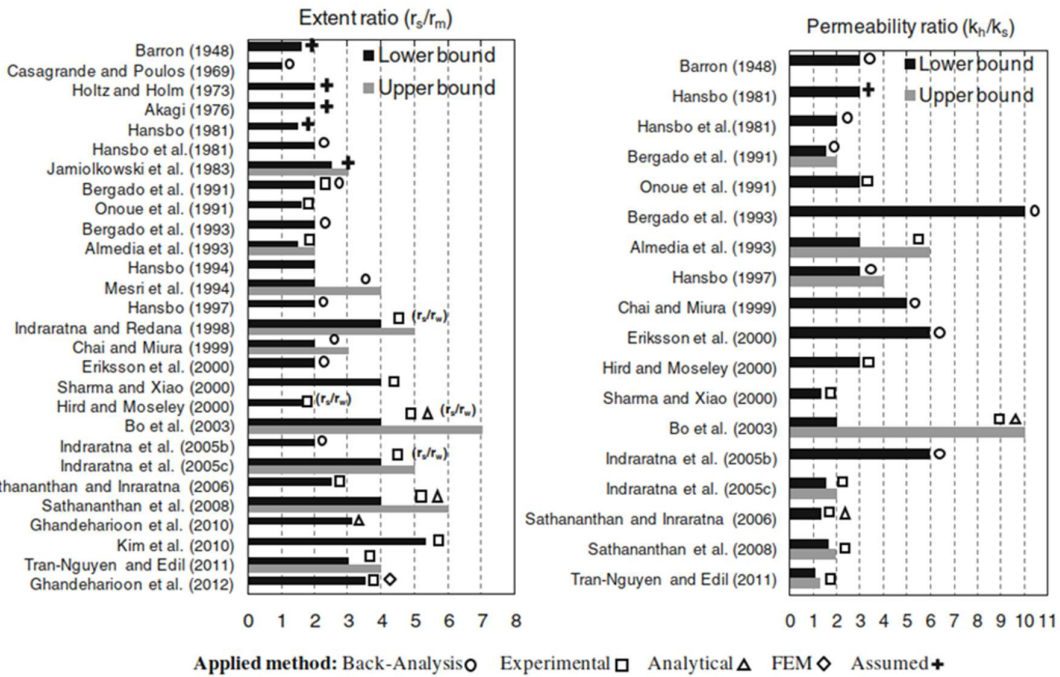 Extent ratio (rs/rm)
Barron (1948)
Casagrande and Poulos (1969)
Holtz and Holm (1973)
Akagi (1976)
Hansbo (1981)
Hansbo et al.(1981)
Jamiolkowski et al. (1983)
Bergado et al. (1991)
Onoue et al. (1991)
Bergado et al. (1993)
Almedia et al. (1993)
Hansbo (1994)
Mesri et al. (1994)
Hansbo (1997)
Indraratna and Redana (1998)
Chai and Miura (1999)
Eriksson et al. (2000)
Sharma and Xiao (2000)
Hird and Moseley (2000)
Bo et al. (2003)
Indraratna et al. (2005b)
Indraratna et al. (2005c)
thananthan and Inraratna (2006)
Sathananthan et al. (2008)
Ghandeharioon et al. (2010)
Kim et al. (2010)
Tran-Nguyen and Edil (2011)
Ghandeharioon et al. (2012)
Lower bound
Upper bound
(rs/rw)
(rs/rw)
(rs/rw)
(rs/rw)
0 1 2 3 4 5 6 7 8
Permeability ratio (kh/ks)
Barron (1948)
Hansbo (1981)
Hansbo et al.(1981)
Bergado et al. (1991)
Onoue et al. (1991)
Bergado et al. (1993)
Almedia et al. (1993)
Hansbo (1997)
Chai and Miura (1999)
Eriksson et al. (2000)
Hird and Moseley (2000)
Sharma and Xiao (2000)
Bo et al. (2003)
Indraratna et al. (2005b)
Indraratna et al. (2005c)
Sathananthan and Inraratna (2006)
Sathananthan et al. (2008)
Tran-Nguyen and Edil (2011)
Lower bound
Upper bound
0 1 2 3 4 5 6 7 8 9 10 11
Applied method: Back-Analysis Experimental Analytical FEM Assumed